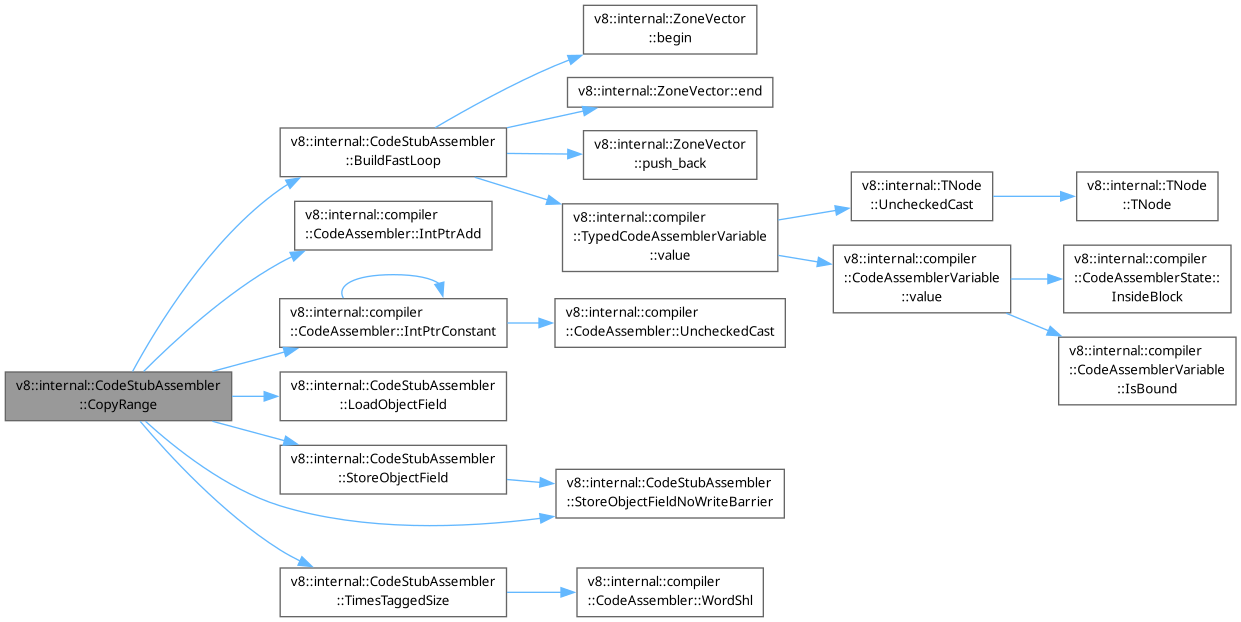 v8::internal::ZoneVector
::begin
v8::internal::ZoneVector::end
v8::internal::CodeStubAssembler
::BuildFastLoop
v8::internal::ZoneVector
::push_back
v8::internal::TNode
::UncheckedCast
v8::internal::TNode
::TNode
v8::internal::compiler
::CodeAssembler::IntPtrAdd
v8::internal::compiler
::TypedCodeAssemblerVariable
::value
v8::internal::compiler
::CodeAssemblerVariable
::value
v8::internal::compiler
::CodeAssemblerState::
InsideBlock
v8::internal::compiler
::CodeAssembler::IntPtrConstant
v8::internal::compiler
::CodeAssembler::UncheckedCast
v8::internal::compiler
::CodeAssemblerVariable
::IsBound
v8::internal::CodeStubAssembler
::CopyRange
v8::internal::CodeStubAssembler
::LoadObjectField
v8::internal::CodeStubAssembler
::StoreObjectField
v8::internal::CodeStubAssembler
::StoreObjectFieldNoWriteBarrier
v8::internal::CodeStubAssembler
::TimesTaggedSize
v8::internal::compiler
::CodeAssembler::WordShl